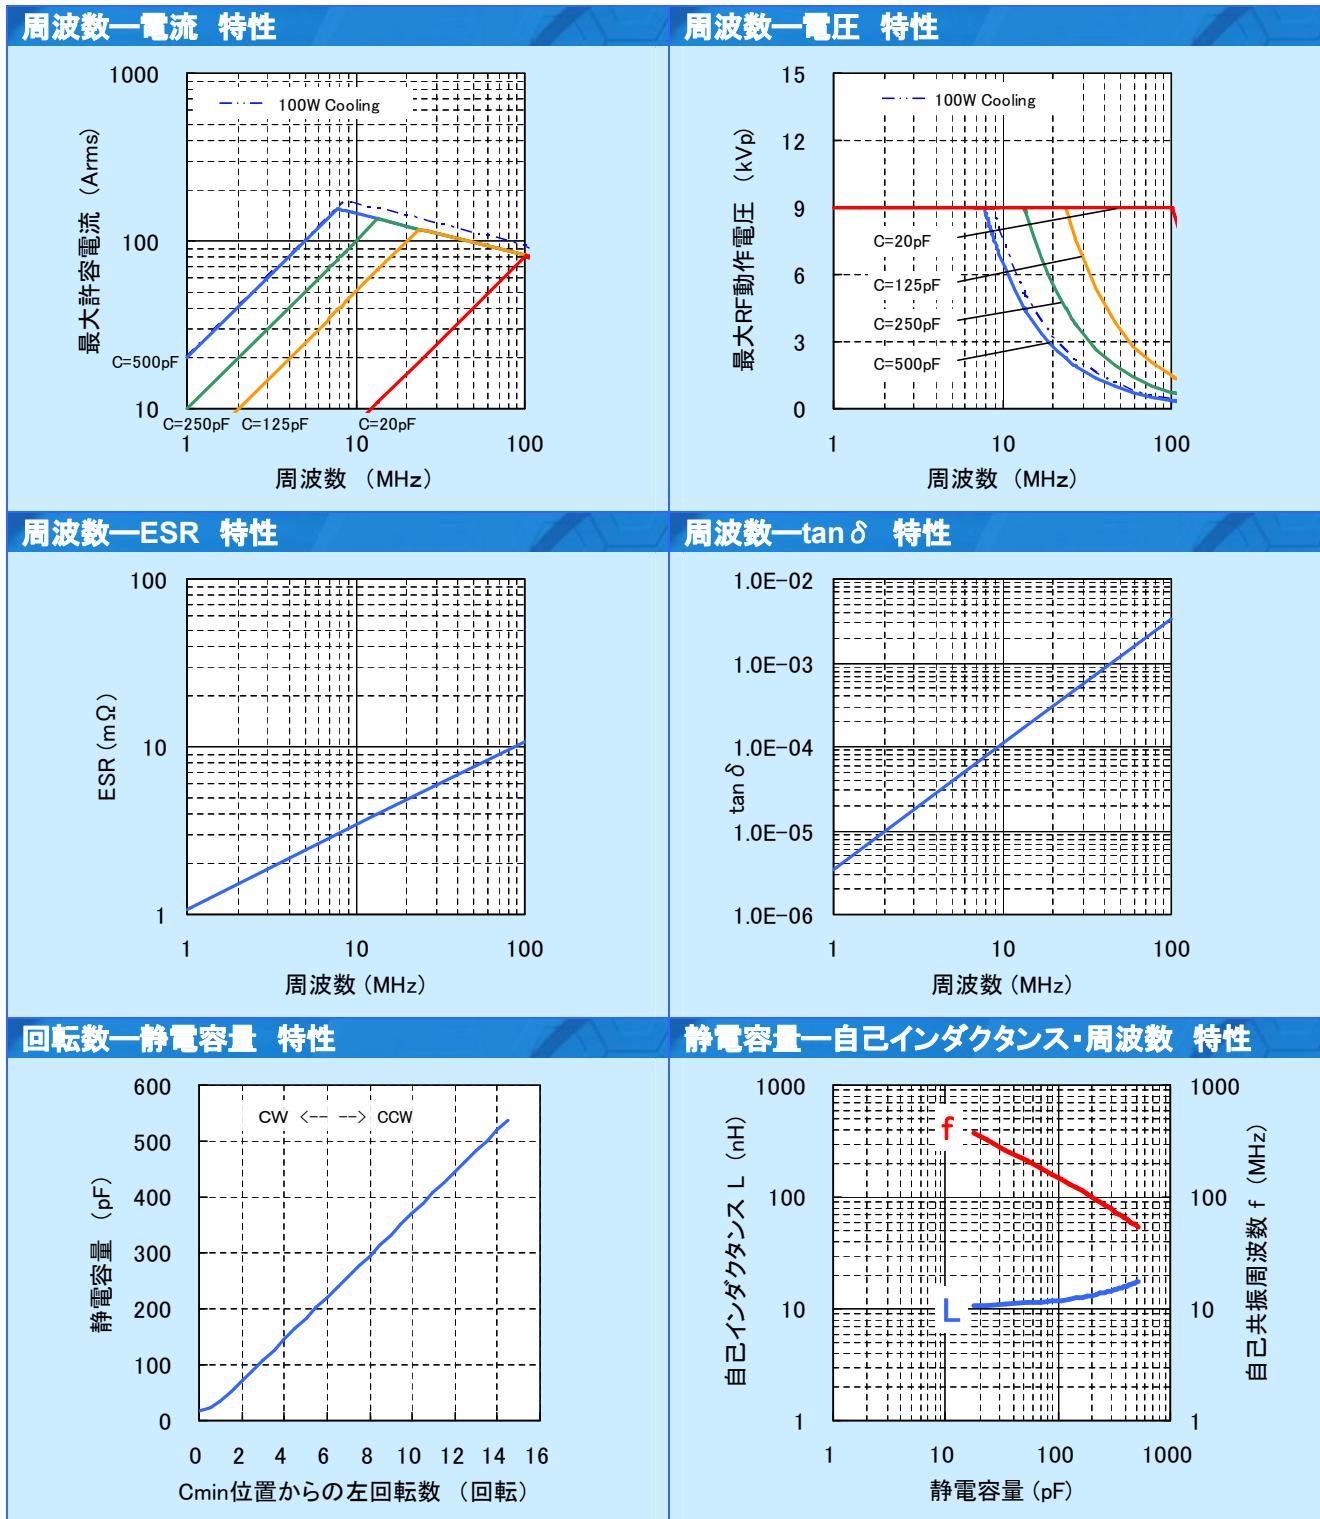 周波数―電流 特性
1000
100
10
最大許容電流 (Arms)
100W Cooling
C=500pF
C=250pF
C=125pF
C=20pF
1
10
100
周波数 (MHz)
周波数―電圧 特性
15
12
9
6
3
0
最大RF動作電圧 (kVp)
100W Cooling
C=20pF
C=125pF
C=250pF
C=500pF
1
10
100
周波数 (MHz)
周波数―ESR 特性
100
10
1
ESR (mΩ)
1
10
100
周波数 (MHz)
周波数―tanδ 特性
1.0E-02
1.0E-03
1.0E-04
1.0E-05
1.0E-06
tanδ
1
10
100
周波数 (MHz)
回転数―静電容量 特性
600
500
400
300
200
100
0
静電容量 (pF)
CW <-- --> CCW
0 2 4 6 8 10 12 14 16
Cmin位置からの左回転数 (回転)
静電容量―自己インダクタンス・周波数 特性
1000
100
10
1
自己インダクタンス L (nH)
f
L
1000
100
10
1
自己共振周波数 f (MHz)
1
10
100
1000
静電容量 (pF)